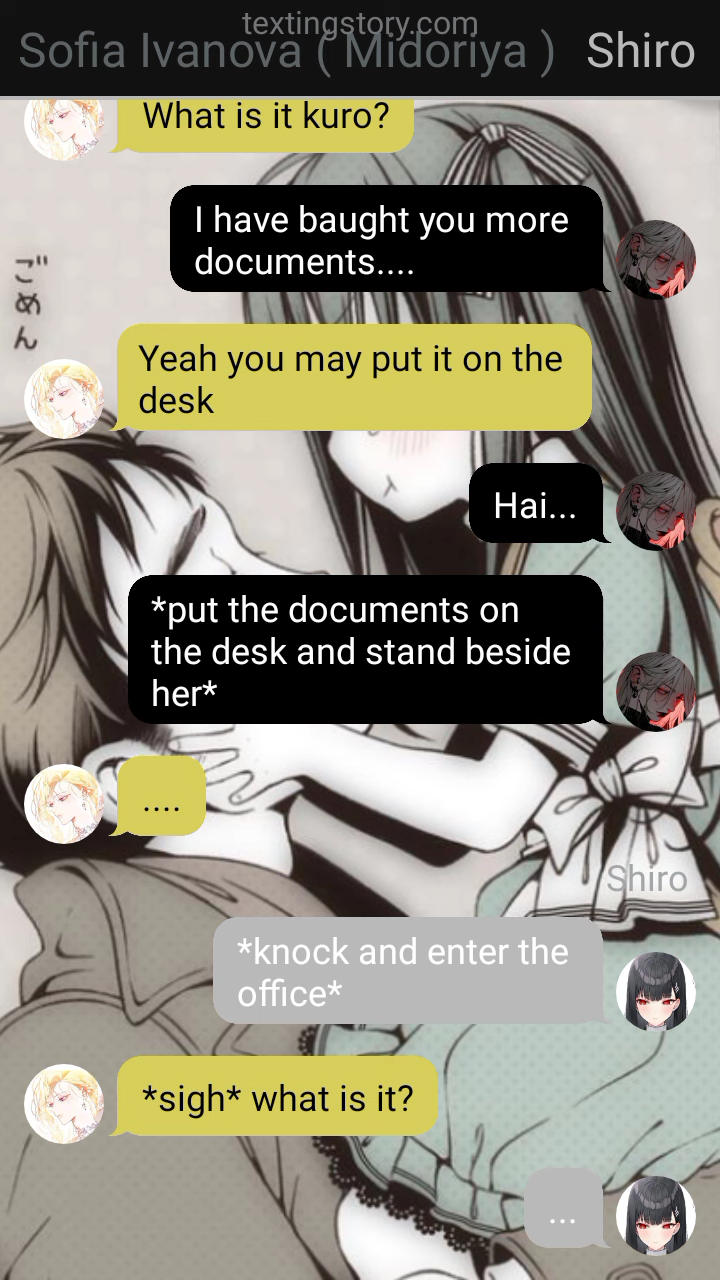 textingstory.com
Sofia Ivanova ( Midoriya ) Shiro
What is it kuro?
I have baught you more
documents....
ごめん
Yeah you may put it on the
desk
Hai...
*put the documents on
the desk and stand beside
her*
....
Shiro
*knock and enter the
office*
*sigh* what is it?
...